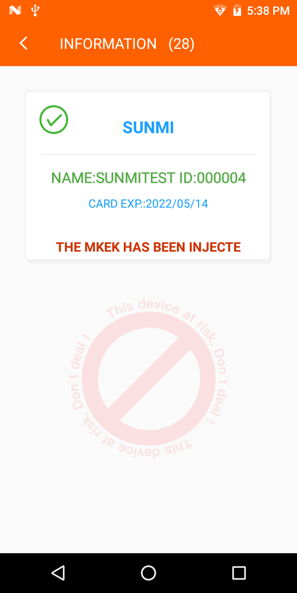 5:38 PM
INFORMATION (28)
SUNMI
NAME:SUNMITEST ID:000004
CARD EXP.:2022/05/14
THE MKEK HAS BEEN INJECTE
This device at risk. Don't deal !
This device at risk. Don't deal !